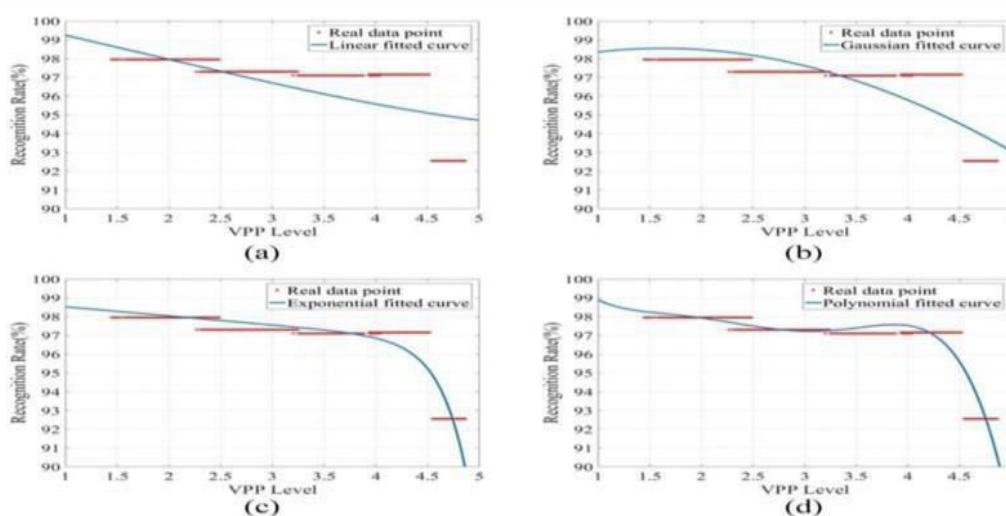 100
99
98
97
96
95
94
93
92
91
90
Recognition Rate(%)
Real data point
Linear fitted curve
1 1.5 2 2.5 3 3.5 4 4.5 5
VPP Level
(a)
100
99
98
97
96
95
94
93
92
91
90
Recognition Rate(%)
Real data point
Gaussian fitted curve
1 1.5 2 2.5 3 3.5 4 4.5
VPP Level
(b)
100
99
98
97
96
95
94
93
92
91
90
Recognition Rate(%)
Real data point
Exponential fitted curve
1 1.5 2 2.5 3 3.5 4 4.5 5
VPP Level
(c)
100
99
98
97
96
95
94
93
92
91
90
Recognition Rate(%)
Real data point
Polynomial fitted curve
1 1.5 2 2.5 3 3.5 4 4.5
VPP Level
(d)